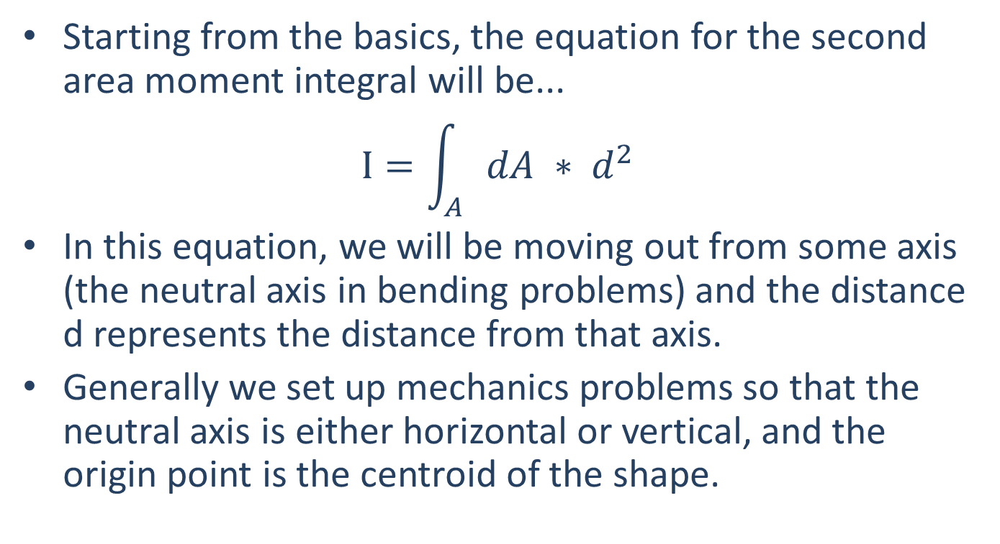 • Starting from the basics, the equation for the second
area moment integral will be...
I = ∫_A dA * d²
• In this equation, we will be moving out from some axis
(the neutral axis in bending problems) and the distance
d represents the distance from that axis.
• Generally we set up mechanics problems so that the
neutral axis is either horizontal or vertical, and the
origin point is the centroid of the shape.